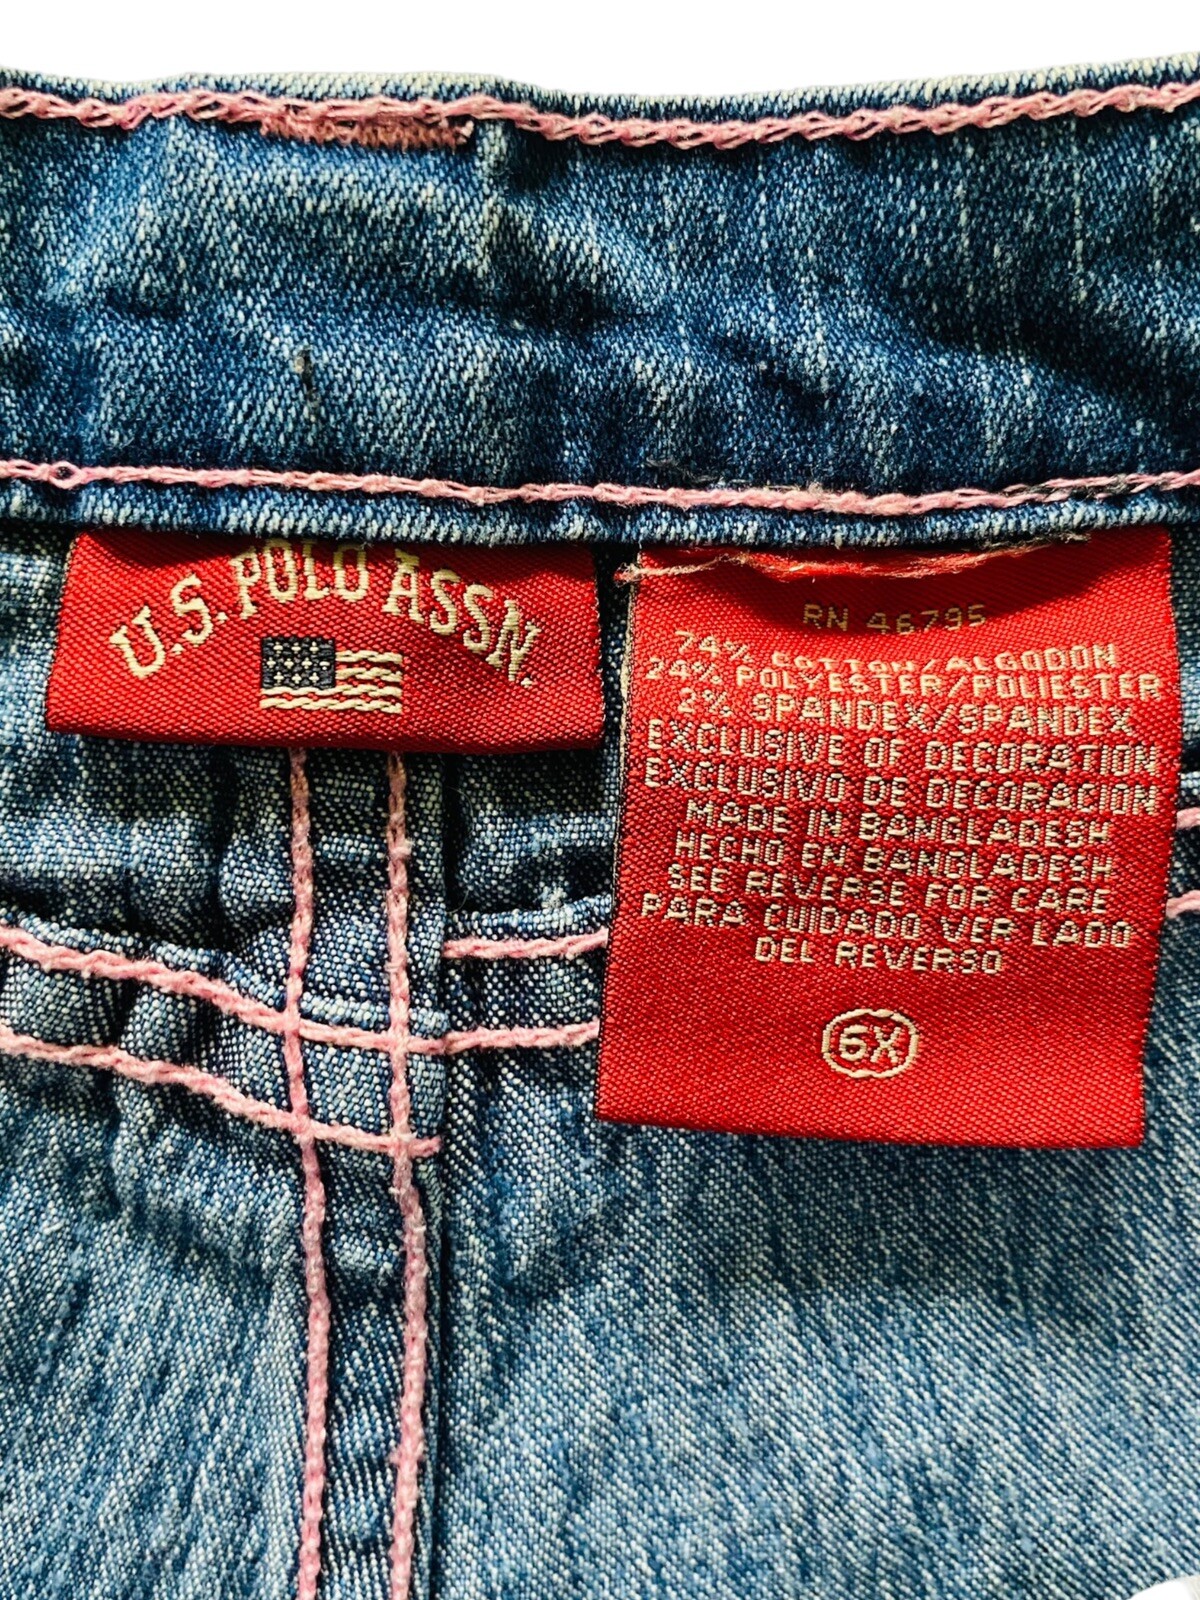 U.S. POLO ASSN.
RN 46795
74% COTTON/ALGODON
24% POLYESTER/POLIESTER
2% SPANDEX/SPANDEX
EXCLUSIVE OF DECORATION
EXCLUSIVO DE DECORACION
MADE IN BANGLADESH
HECHO EN BANGLADESH
SEE REVERSE FOR CARE
PARA CUIDADO VER LADO
DEL REVERSO
6X